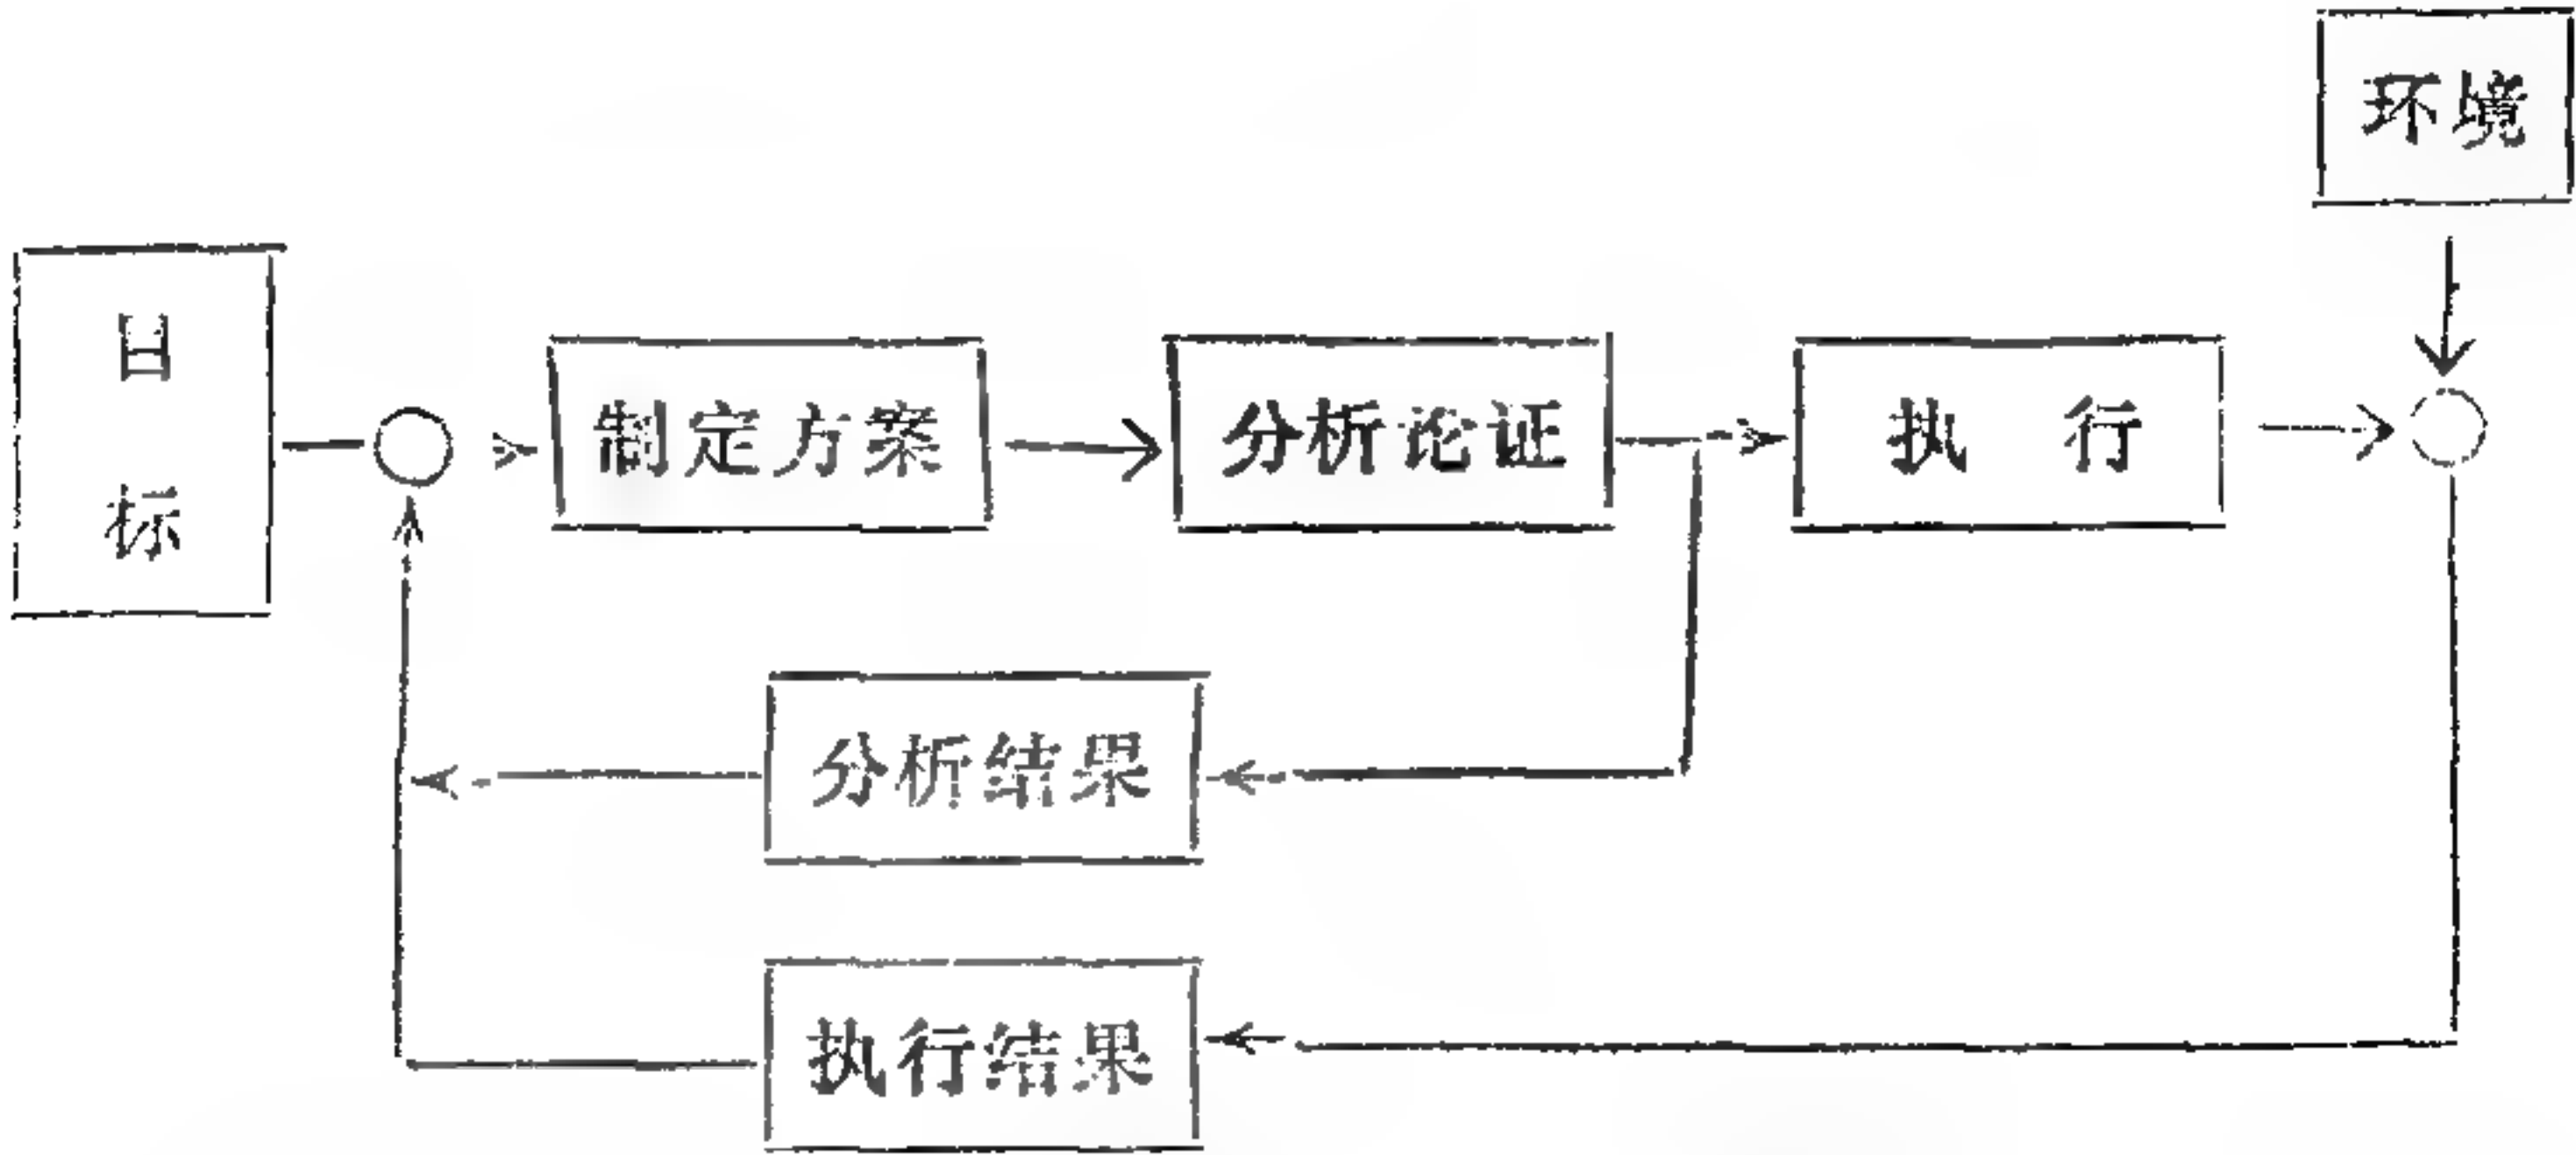 环境
目标
制定方案
分析论证
执 行
分析结果
执行结果